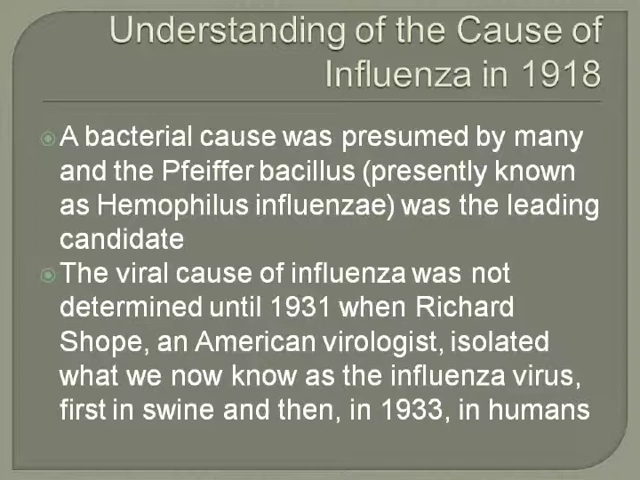 Understanding of the Cause of
Influenza in 1918
A bacterial cause was presumed by many
and the Pfeiffer bacillus (presently known
as Hemophilus influenzae) was the leading
candidate
The viral cause of influenza was not
determined until 1931 when Richard
Shope, an American virologist, isolated
what we now know as the influenza virus,
first in swine and then, in 1933, in humans